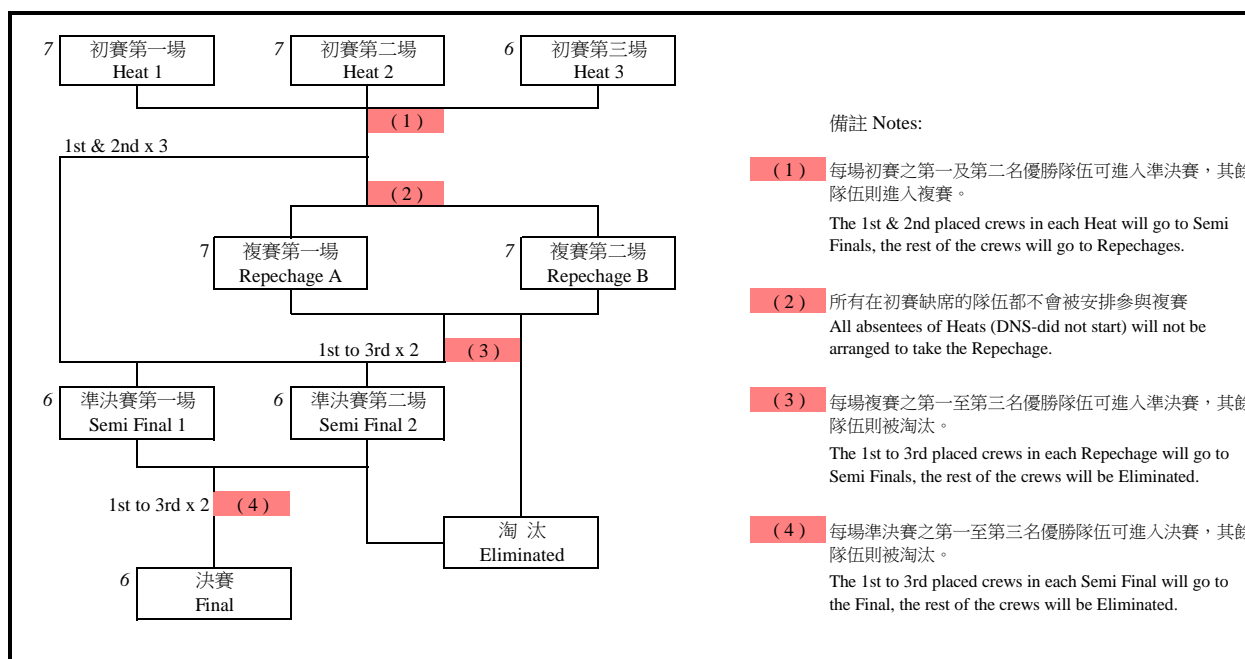 7
初賽第一場
Heat 1
7
初賽第二場
Heat 2
6
初賽第三場
Heat 3
( 1 )
1st & 2nd x 3
( 2 )
7
複賽第一場
Repechage A
7
複賽第二場
Repechage B
1st to 3rd x 2
( 3 )
6
準決賽第一場
Semi Final 1
6
準決賽第二場
Semi Final 2
1st to 3rd x 2
( 4 )
淘 汰
Eliminated
6
決賽
Final
備註 Notes:
( 1 )
每場初賽之第一及第二名優勝隊伍可進入準決賽，其餘
隊伍則進入複賽。
The 1st & 2nd placed crews in each Heat will go to Semi
Finals, the rest of the crews will go to Repechages.
( 2 )
所有在初賽缺席的隊伍都不會被安排參與複賽
All absentees of Heats (DNS-did not start) will not be
arranged to take the Repechage.
( 3 )
每場複賽之第一至第三名優勝隊伍可進入準決賽，其餘
隊伍則被淘汰。
The 1st to 3rd placed crews in each Repechage will go to
Semi Finals, the rest of the crews will be Eliminated.
( 4 )
每場準決賽之第一至第三名優勝隊伍可進入決賽，其餘
隊伍則被淘汰。
The 1st to 3rd placed crews in each Semi Final will go to
the Final, the rest of the crews will be Eliminated.